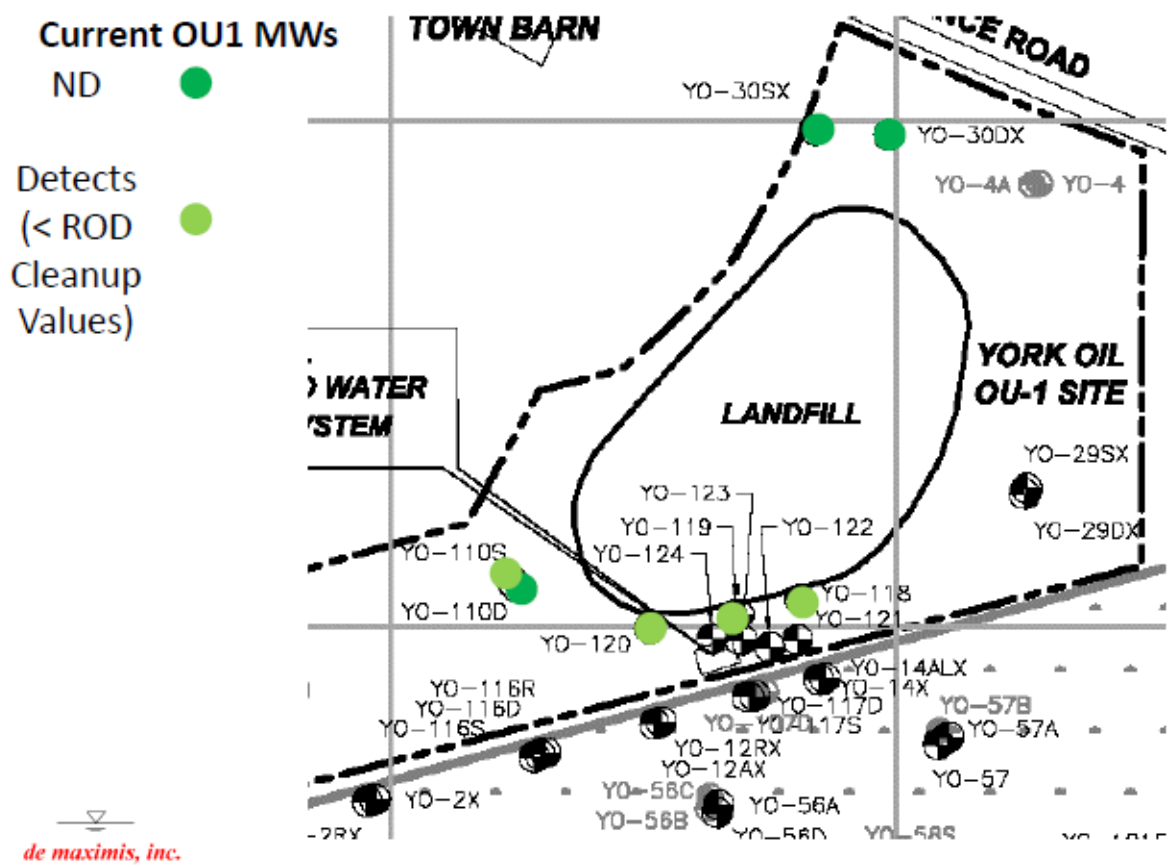 Current OU1 MWs
ND
Detects
(< ROD
Cleanup
Values)
TOWN BARN
NCE ROAD
YO-30SX
YO-30DX
YO-4A
YO-4
YORK OIL
OU-1 SITE
LANDFILL
WATER
YSTEM
YO-29SX
YO-29DX
YO-123
YO-119
YO-122
YO-124
YO-110S
YO-110D
YO-118
YO-121
YO-120
YO-14ALX
YO-14X
YO-116R
YO-116D
YO-116S
YO-117D
YO-117S
YO-57B
YO-57A
YO-57
YO-12RX
YO-12AX
YO-2X
-2RX
YO-56C
YO-56B
YO-56A
YO-56D
YO-58S
de maximis, inc.